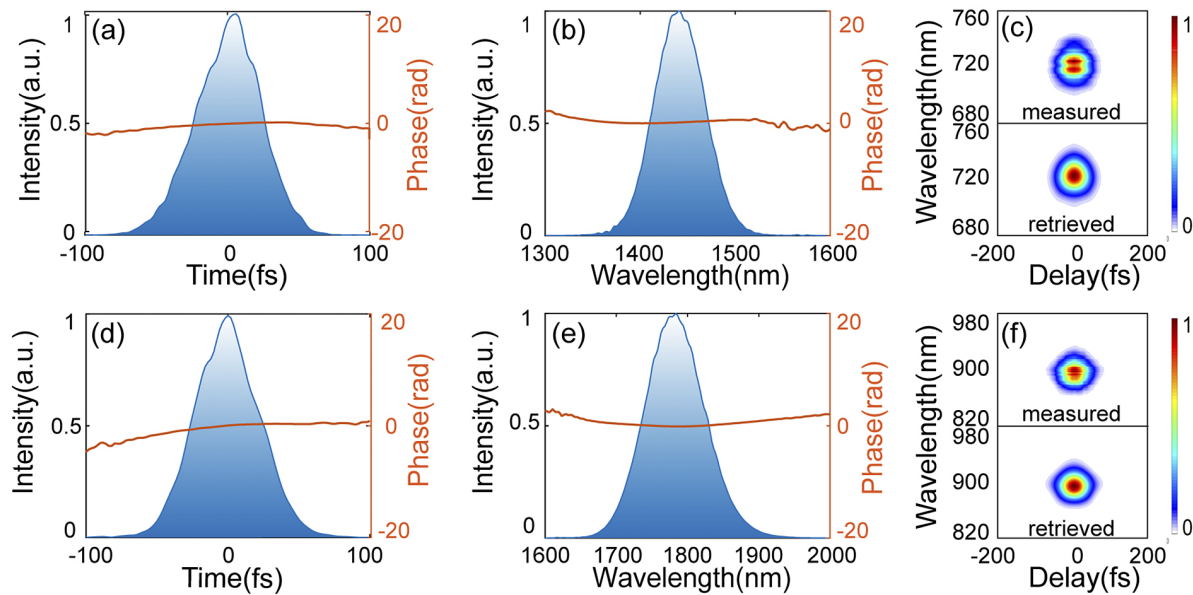 (a)
Intensity(a.u.)
1
0.5
0
20
0
-20
Phase(rad)
-100
0
100
Time(fs)
(b)
Intensity(a.u.)
1
0.5
0
20
0
-20
Phase(rad)
1300
1400
1500
1600
Wavelength(nm)
(c)
Wavelength(nm)
760
720
680
measured
760
720
680
retrieved
-200
0
200
Delay(fs)
1
0
(d)
Intensity(a.u.)
1
0.5
0
20
0
-20
Phase(rad)
-100
0
100
Time(fs)
(e)
Intensity(a.u.)
1
0.5
0
20
0
-20
Phase(rad)
1600
1700
1800
1900
2000
Wavelength(nm)
(f)
Wavelength(nm)
980
900
820
measured
980
900
820
retrieved
-200
0
200
Delay(fs)
1
0